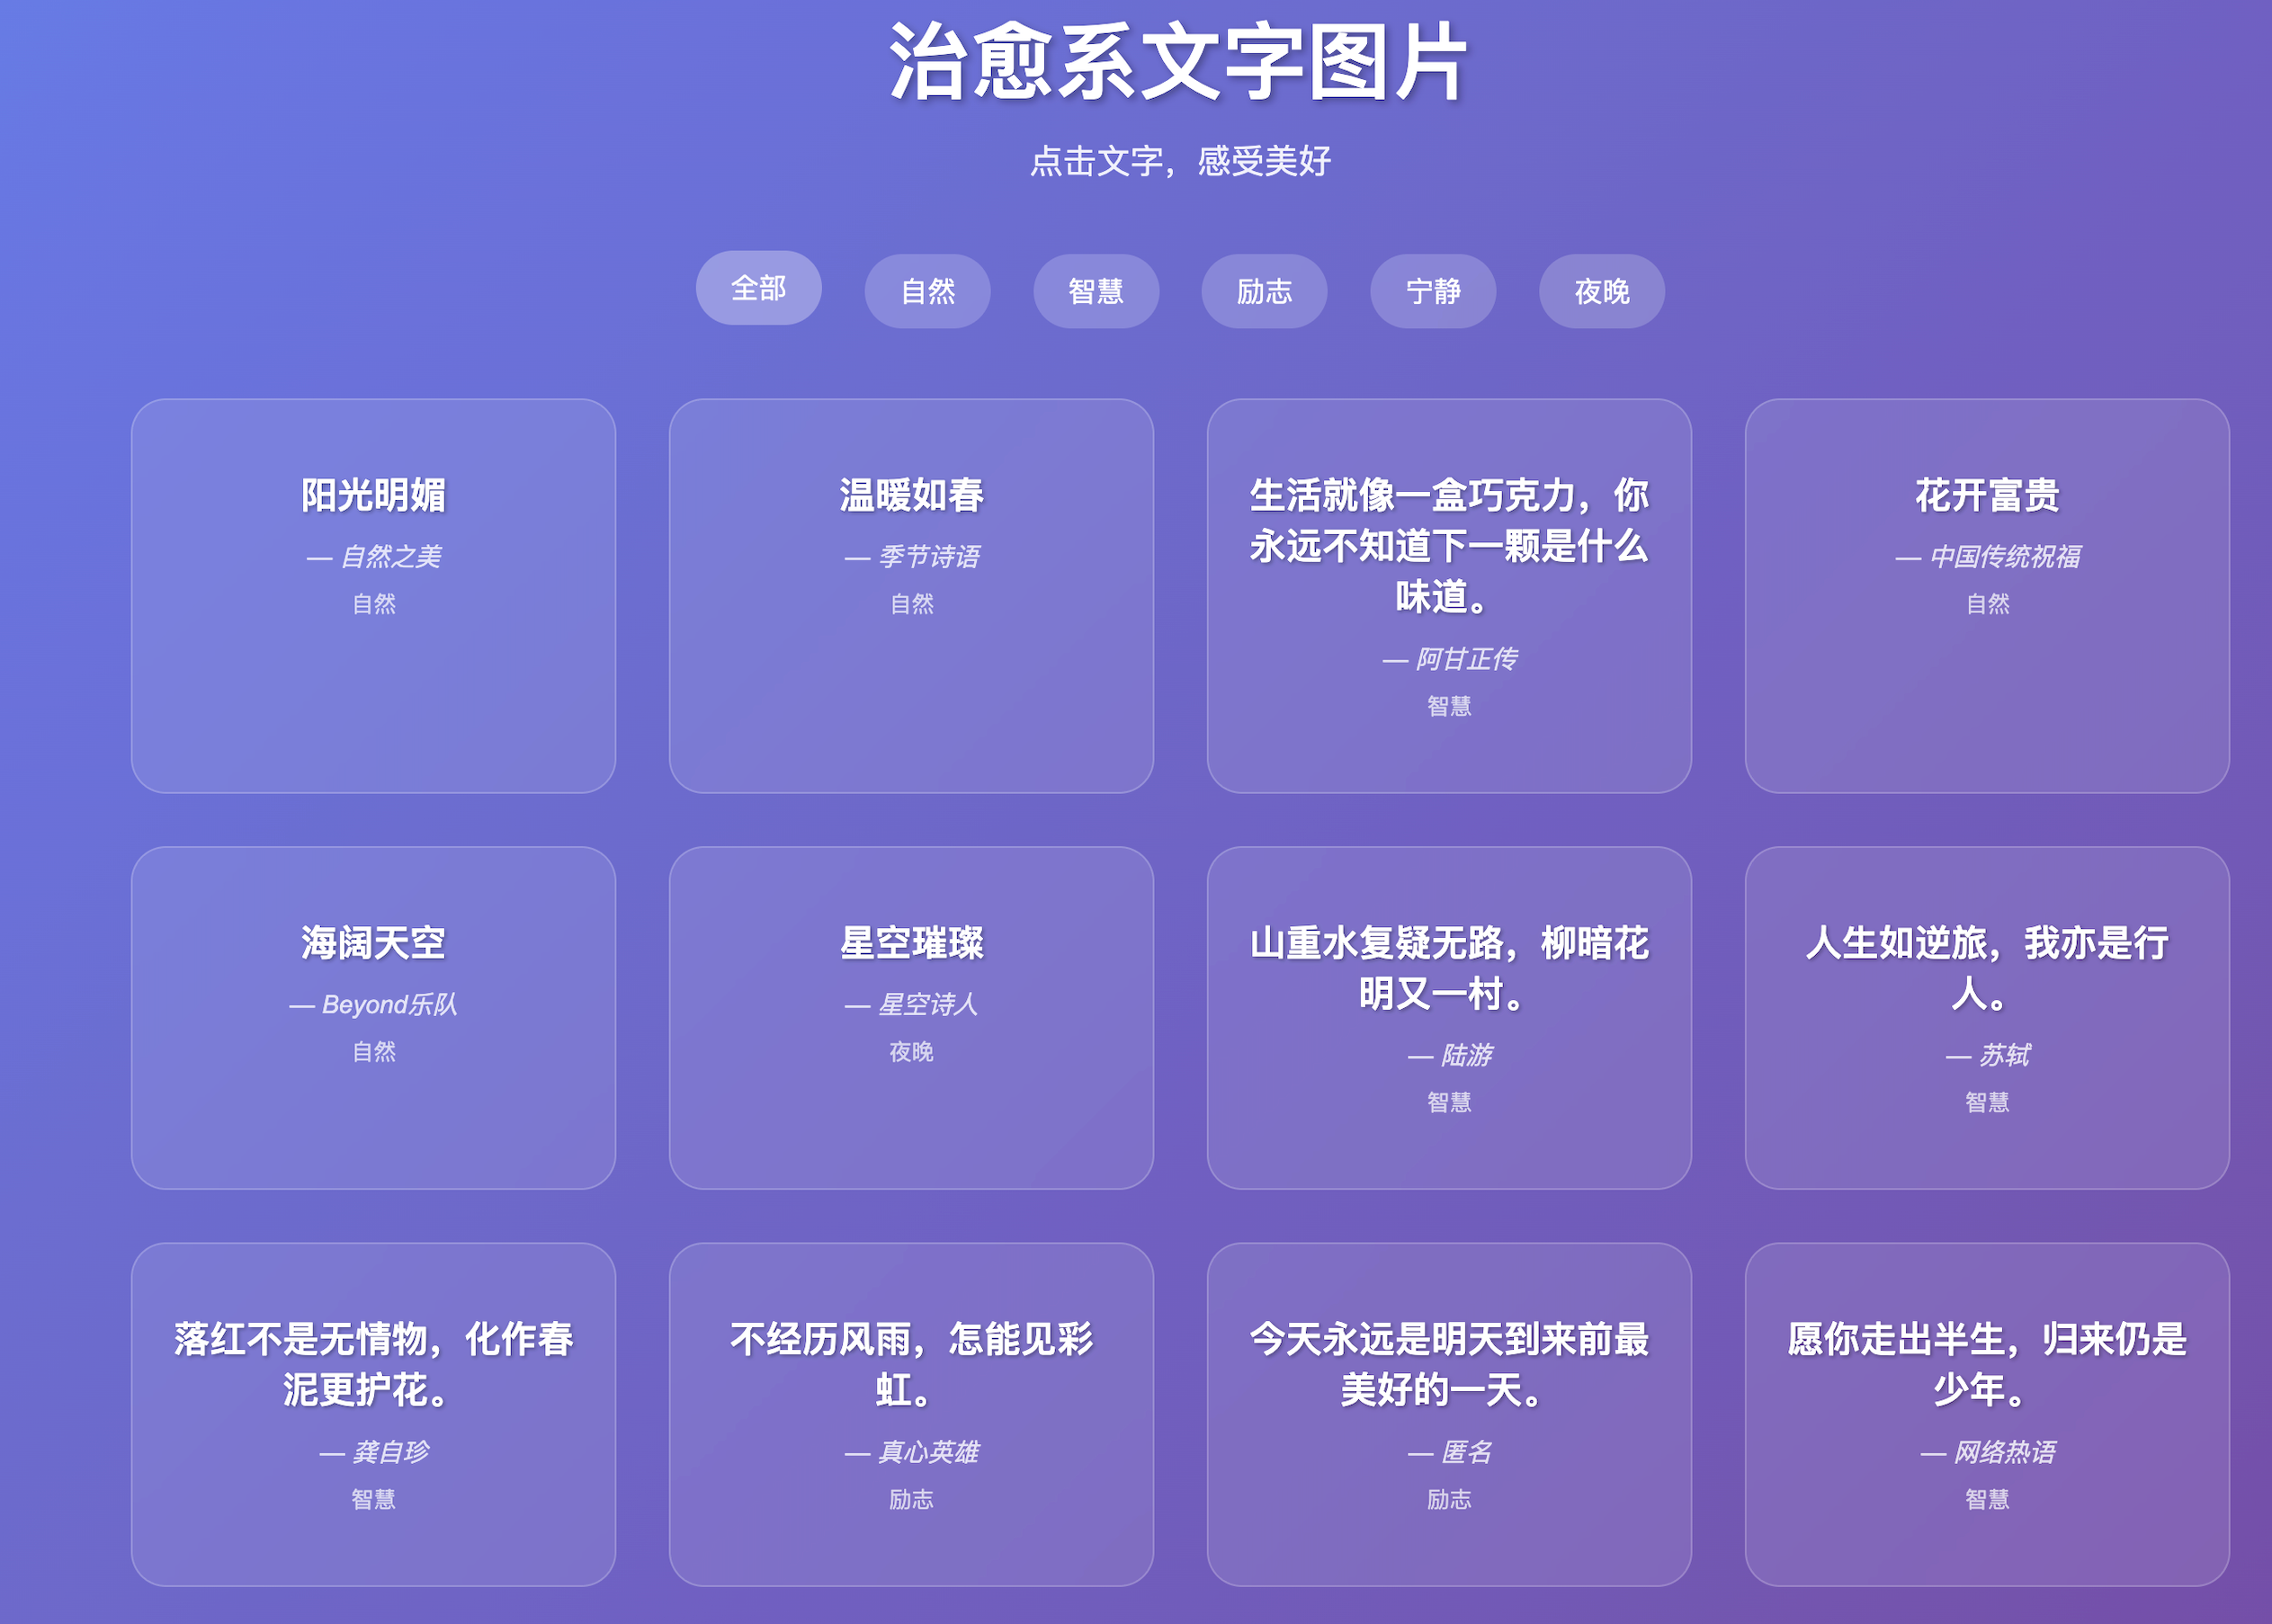 治愈系文字图片
点击文字，感受美好
全部 自然 智慧 励志 宁静 夜晚
阳光明媚
— 自然之美
自然
温暖如春
— 季节诗语
自然
生活就像一盒巧克力，你
永远不知道下一颗是什么
味道。
— 阿甘正传
智慧
花开富贵
— 中国传统祝福
自然
海阔天空
— Beyond乐队
自然
星空璀璨
— 星空诗人
夜晚
山重水复疑无路，柳暗花
明又一村。
— 陆游
智慧
人生如逆旅，我亦是行
人。
— 苏轼
智慧
落红不是无情物，化作春
泥更护花。
— 龚自珍
智慧
不经历风雨，怎能见彩
虹。
— 真心英雄
励志
今天永远是明天到来前最
美好的一天。
— 匿名
励志
愿你走出半生，归来仍是
少年。
— 网络热语
智慧